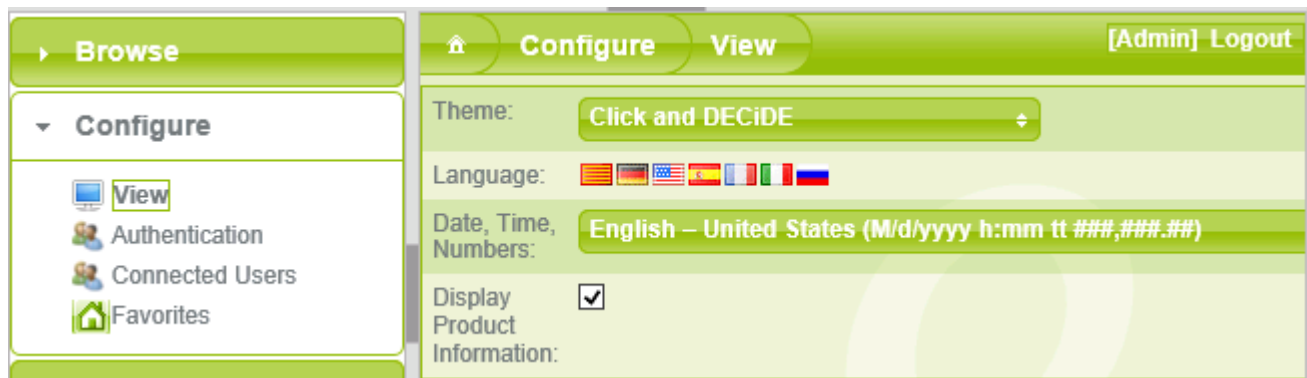 Browse
Configure
View
Authentication
Connected Users
Favorites
Configure View [Admin] Logout
Theme: Click and DECiDE
Language:
Date, Time, English – United States (M/d/yyyy h:mm tt ###,###.##)
Numbers:
Display
Product
Information: